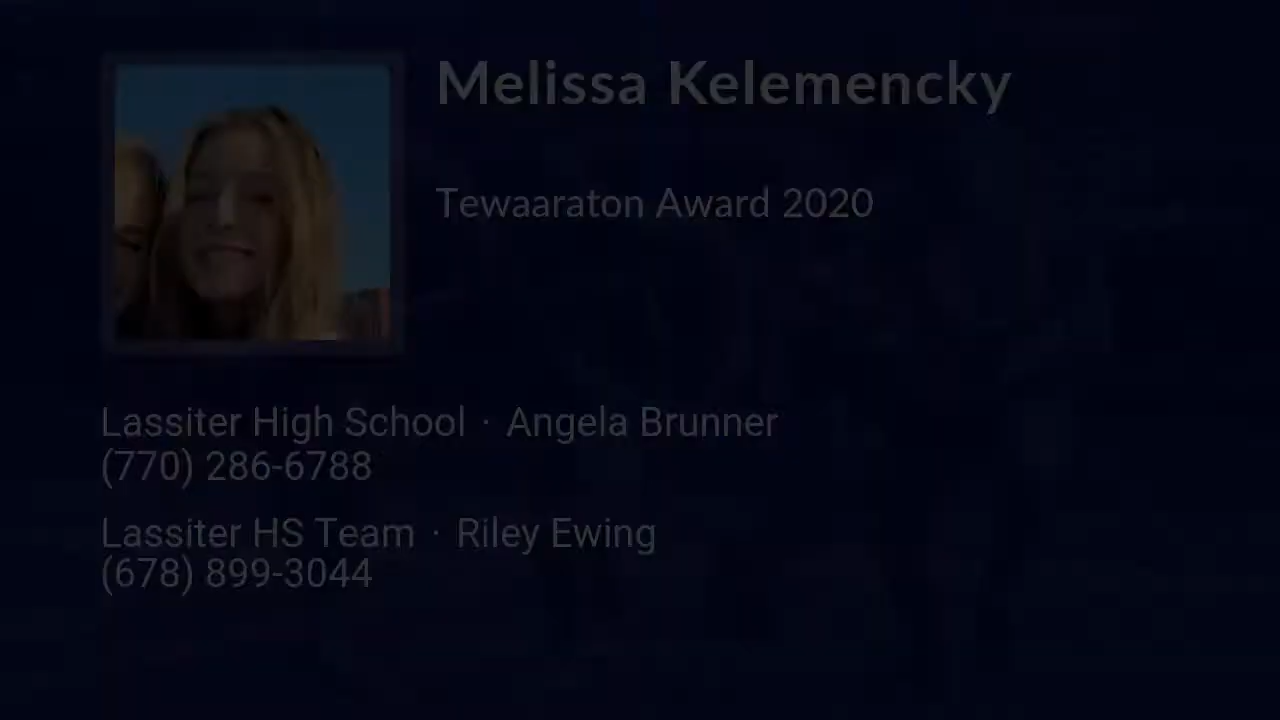 Melissa Kelemencky
Tewaaraton Award 2020
Lassiter High School · Angela Brunner
(770) 286-6788
Lassiter HS Team · Riley Ewing
(678) 899-3044